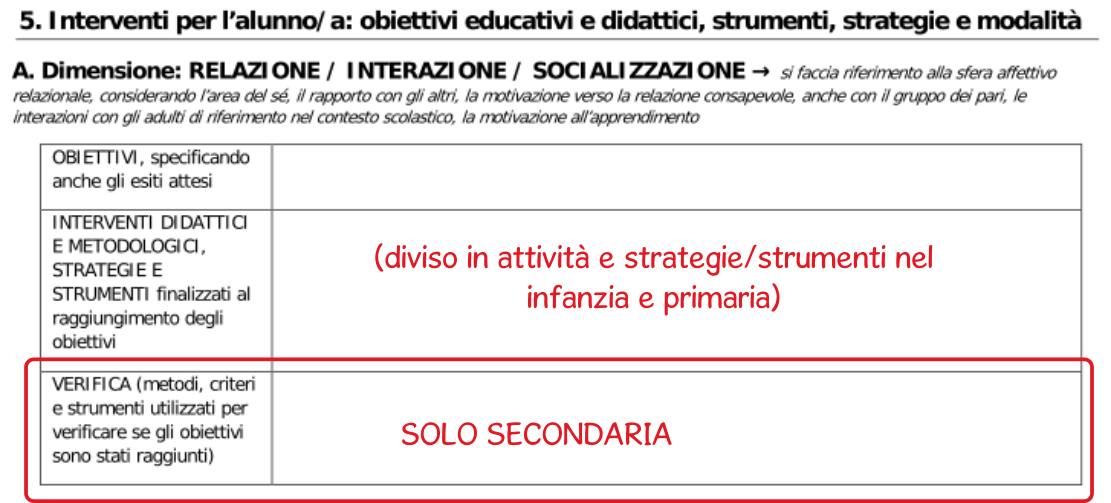 5. Interventi per l'alunno/a: obiettivi educativi e didattici, strumenti, strategie e modalità
A. Dimensione: RELAZIONE / INTERAZIONE / SOCIALIZZAZIONE → si faccia riferimento alla sfera affettivo
relazionale, considerando l'area del sé, il rapporto con gli altri, la motivazione verso la relazione consapevole, anche con il gruppo dei pari, le
interazioni con gli adulti di riferimento nel contesto scolastico, la motivazione all'apprendimento
OBIETTIVI, specificando
anche gli esiti attesi
INTERVENTI DIDATTICI
E METODOLOGICI,
STRATEGIE E
STRUMENTI finalizzati al
raggiungimento degli
obiettivi
(diviso in attività e strategie/strumenti nel
infanzia e primaria)
VERIFICA (metodi, criteri
e strumenti utilizzati per
verificare se gli obiettivi
sono stati raggiunti)
SOLO SECONDARIA